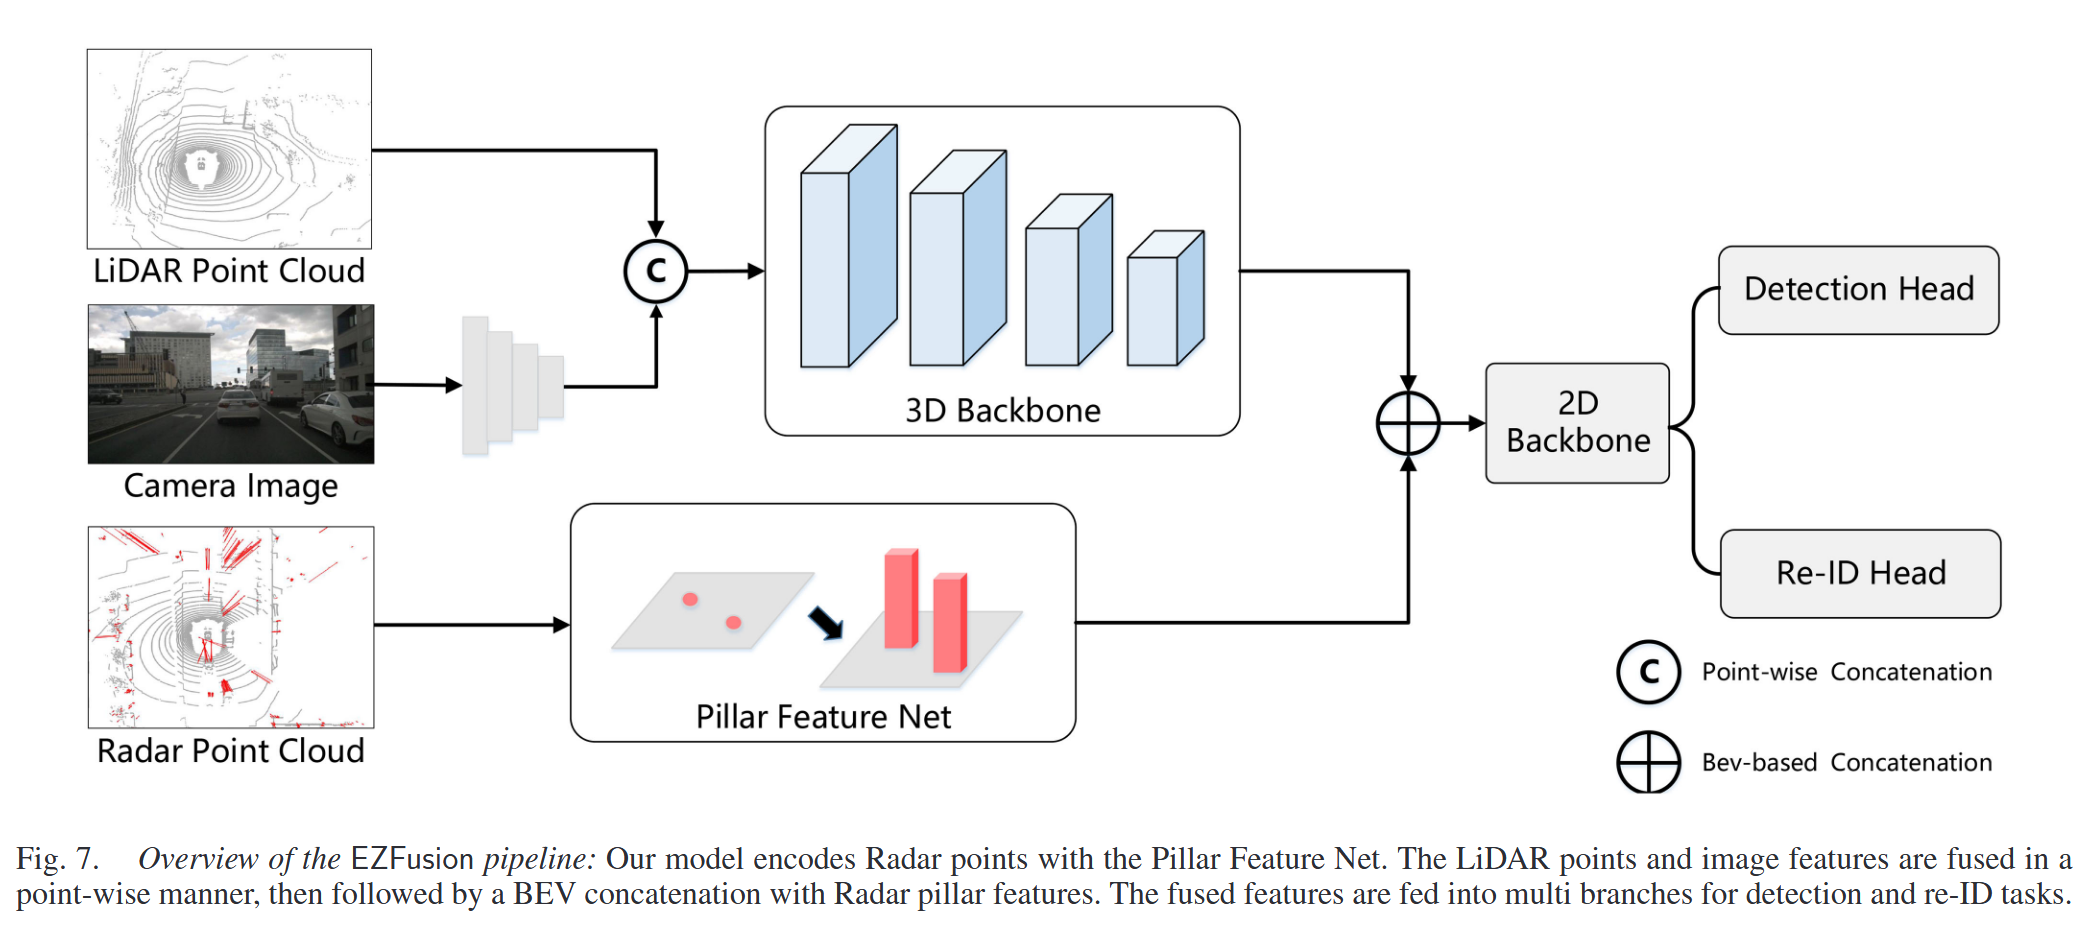 LiDAR Point Cloud
Camera Image
Radar Point Cloud
C
3D Backbone
Pillar Feature Net
2D
Backbone
Detection Head
Re-ID Head
C Point-wise Concatenation
Bev-based Concatenation
Fig. 7. Overview of the EZFusion pipeline: Our model encodes Radar points with the Pillar Feature Net. The LiDAR points and image features are fused in a
point-wise manner, then followed by a BEV concatenation with Radar pillar features. The fused features are fed into multi branches for detection and re-ID tasks.